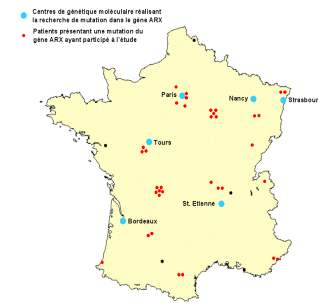 Centres de génétique moléculaire réalisant
la recherche de mutation dans le gène ARX
Patients présentant une mutation du
gène ARX ayant participé à l'étude
Paris
Nancy
Strasbour
Tours
St. Etienne
Bordeaux